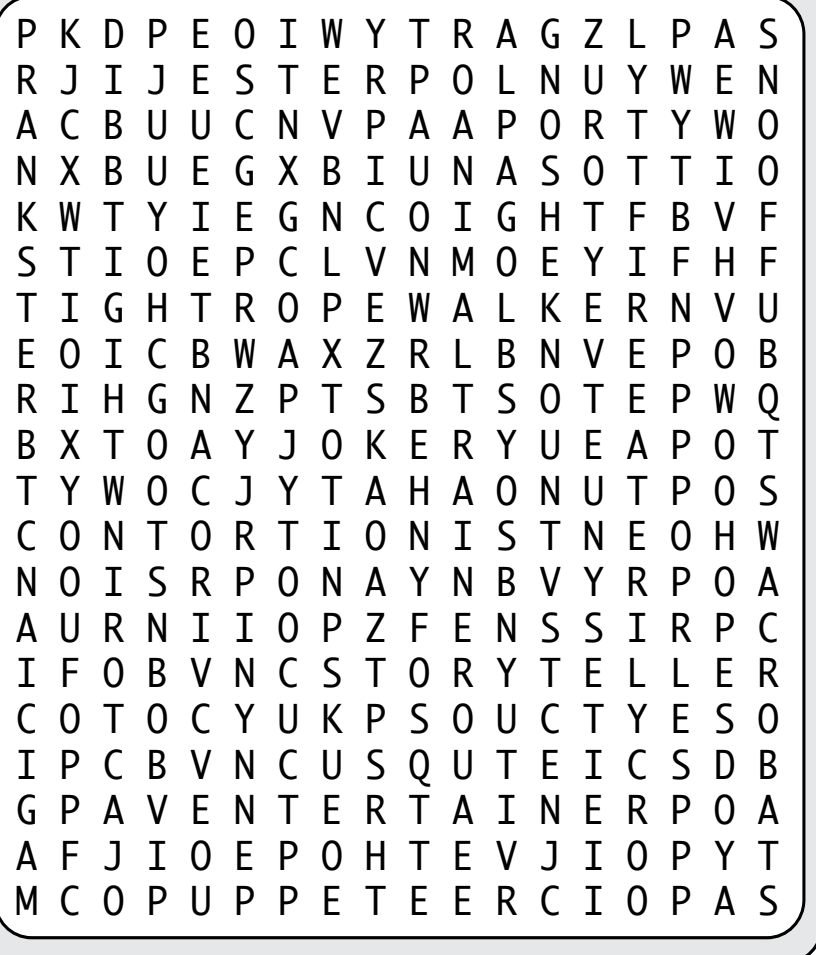 P K D P E O I W Y T R A G Z L P A S
R J I J E S T E R P O L N U Y W E N
A C B U U C N V P A A P O R T Y W O
N X B U E G X B I U N A S O T T I O
K W T Y I E G N C O I G H T F B V F
S T I O E P C L V N M O E Y I F H F
T I G H T R O P E W A L K E R N V U
E O I C B W A X Z R L B N V E P O B
R I H G N Z P T S B T S O T E P W Q
B X T O A Y J O K E R Y U E A P O T
T Y W O C J Y T A H A O N U T P O S
C O N T O R T I O N I S T N E O H W
N O I S R P O N A Y N B V Y R P O A
A U R N I I O P Z F E N S S I R P C
I F O B V N C S T O R Y T E L L E R
C O T O C Y U K P S O U C T Y E S O
I P C B V N C U S Q U T E I C S D B
G P A V E N T E R T A I N E R P O A
A F J I O E P O H T E V J I O P Y T
M C O P U P P E T E E R C I O P A S